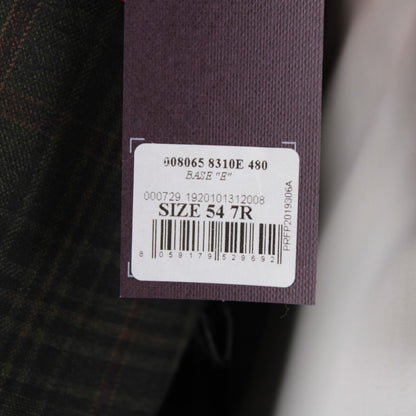 008065 8310E 480
BASE "E"
000729 1920101312008
SIZE 54 7R
8 059179 529692
PRFP2019306A